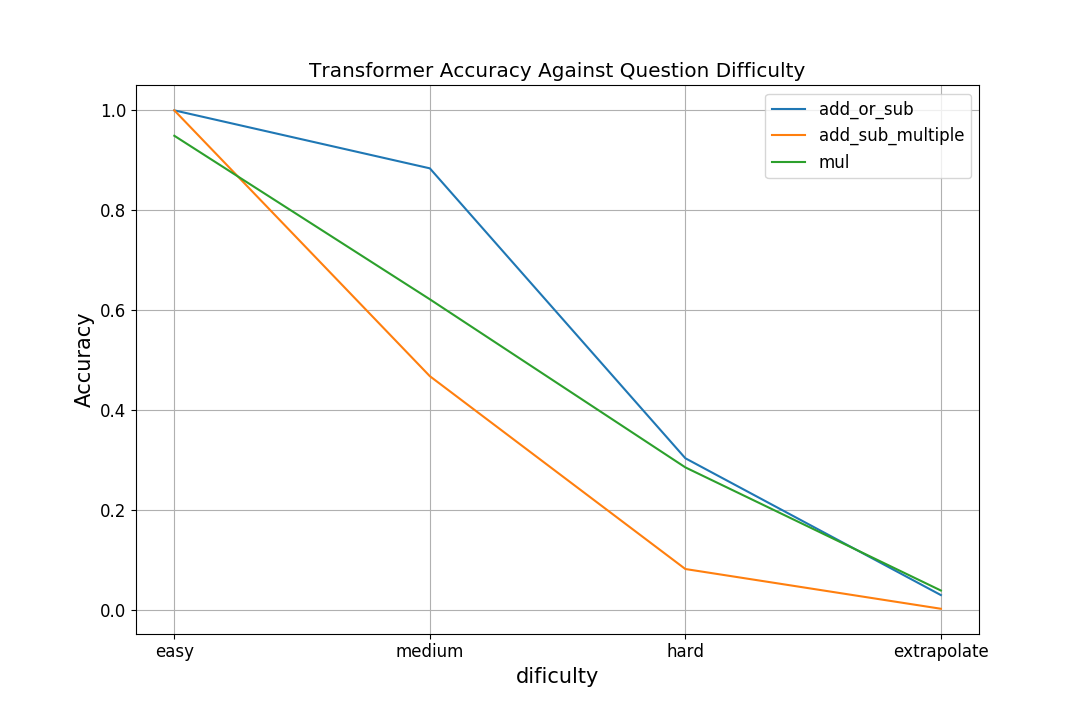 Transformer Accuracy Against Question Difficulty
add_or_sub
add_sub_multiple
mul
Accuracy
1.0
0.8
0.6
0.4
0.2
0.0
easy medium hard extrapolate
dificulty